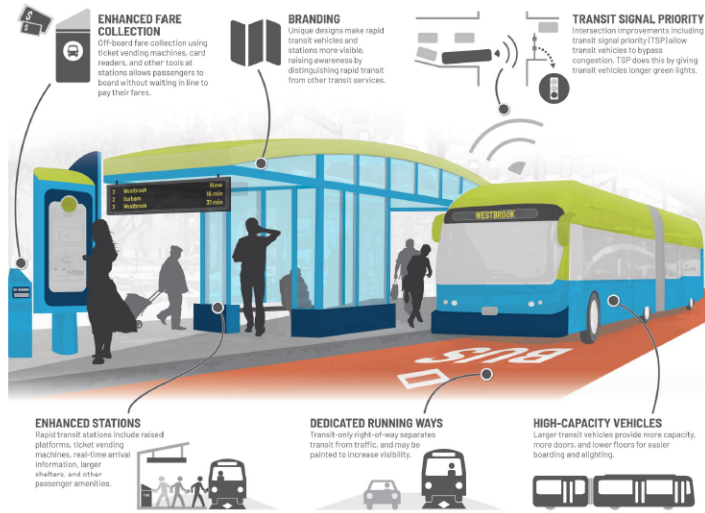 ENHANCED FARE
COLLECTION
Off-board fare collection using
ticket vending machines, card
readers, and other tools at
stations allows passengers to
board without waiting in line to
pay their fares.
BRANDING
Unique designs make rapid
transit vehicles and
stations more visible,
raising awareness by
distinguishing rapid transit
from other transit services.
TRANSIT SIGNAL PRIORITY
Intersection improvements including
transit signal priority (TSP) allow
transit vehicles to bypass
congestion. TSP does this by giving
transit vehicles longer green lights.
3 Westbrook Now
3 Gorham 16 min
3 Westbrook 31 min
WESTBROOK
BUS
ENHANCED STATIONS
Rapid transit stations include raised
platforms, ticket vending
machines, real-time arrival
information, larger
shelters, and other
passenger amenities.
DEDICATED RUNNING WAYS
Transit-only right-of-way separates
transit from traffic, and may be
painted to increase visibility.
HIGH-CAPACITY VEHICLES
Larger transit vehicles provide more capacity,
more doors, and lower floors for easier
boarding and alighting.